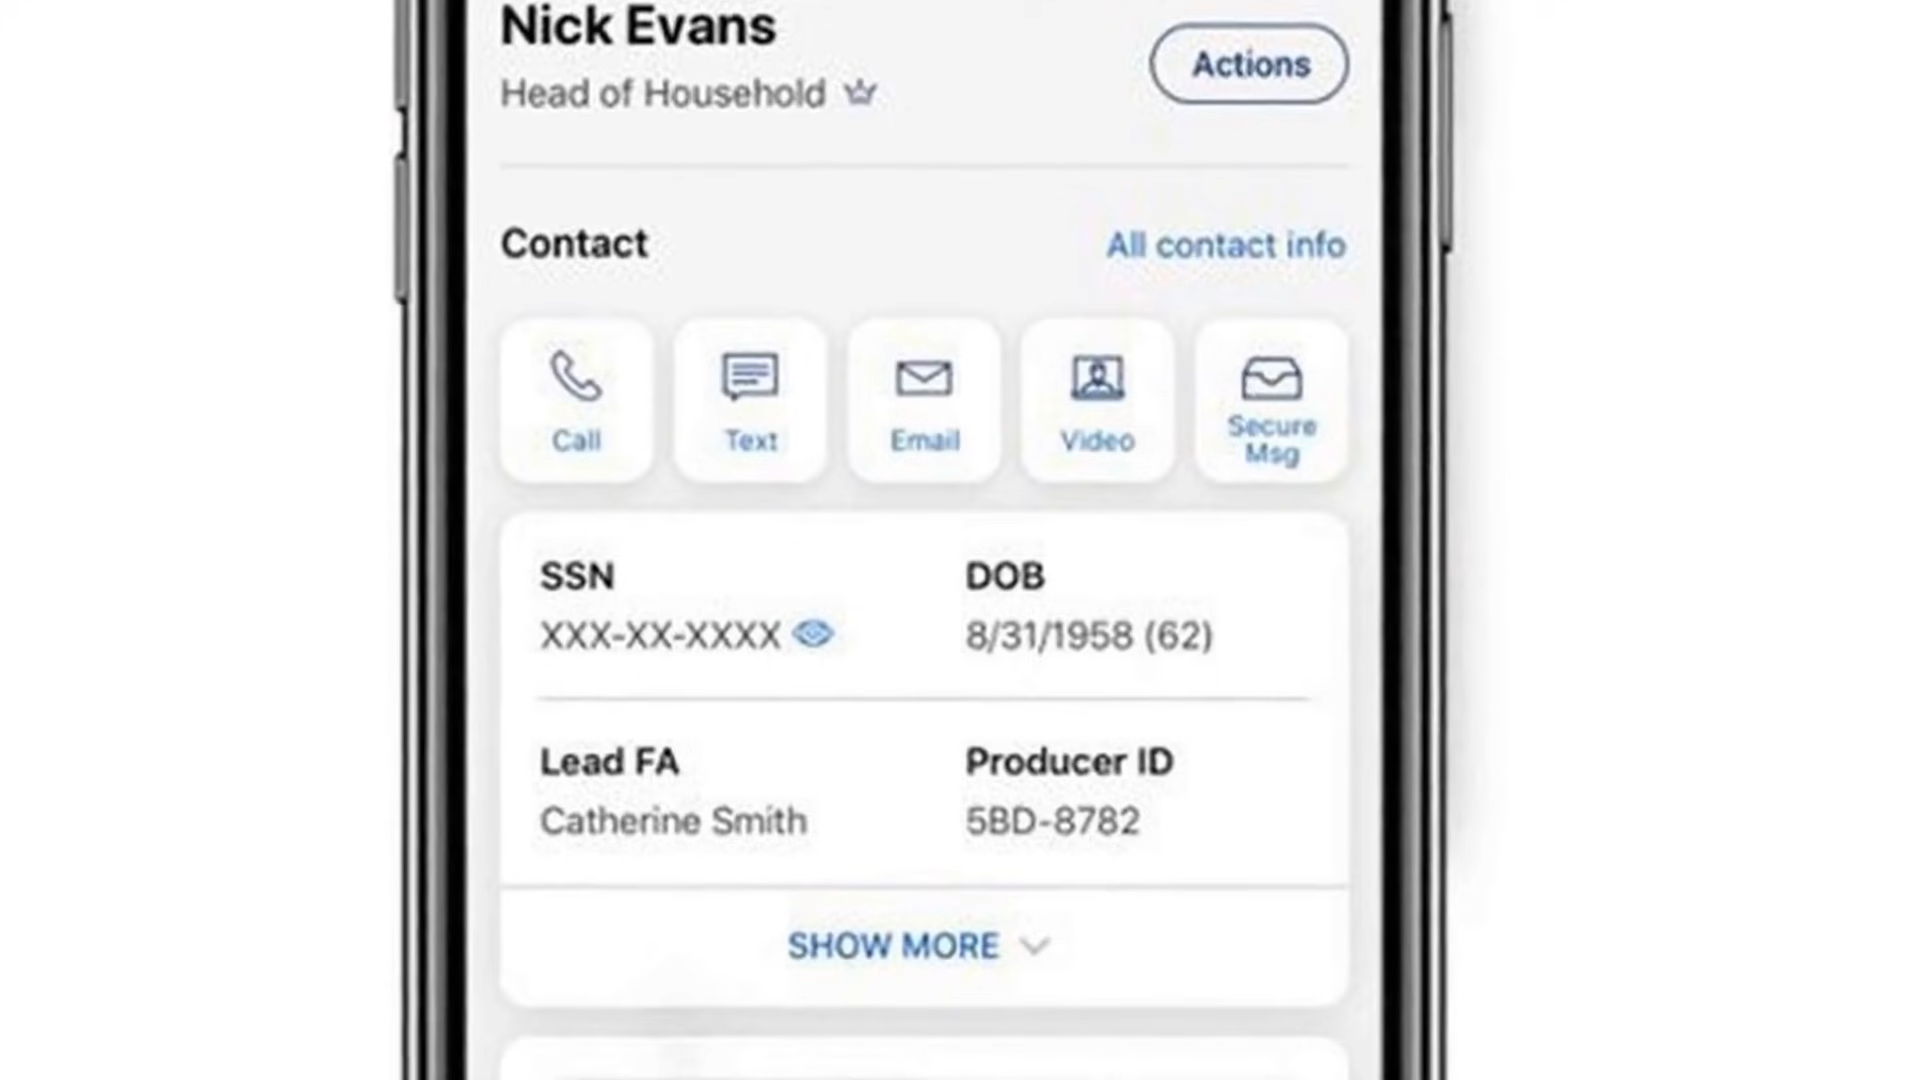 Nick Evans
Head of Household
Actions
Contact
All contact info
Call
Text
Email
Video
Secure
Msg
SSN
DOB
XXX-XX-XXXX
8/31/1958 (62)
Lead FA
Producer ID
Catherine Smith
5BD-8782
SHOW MORE